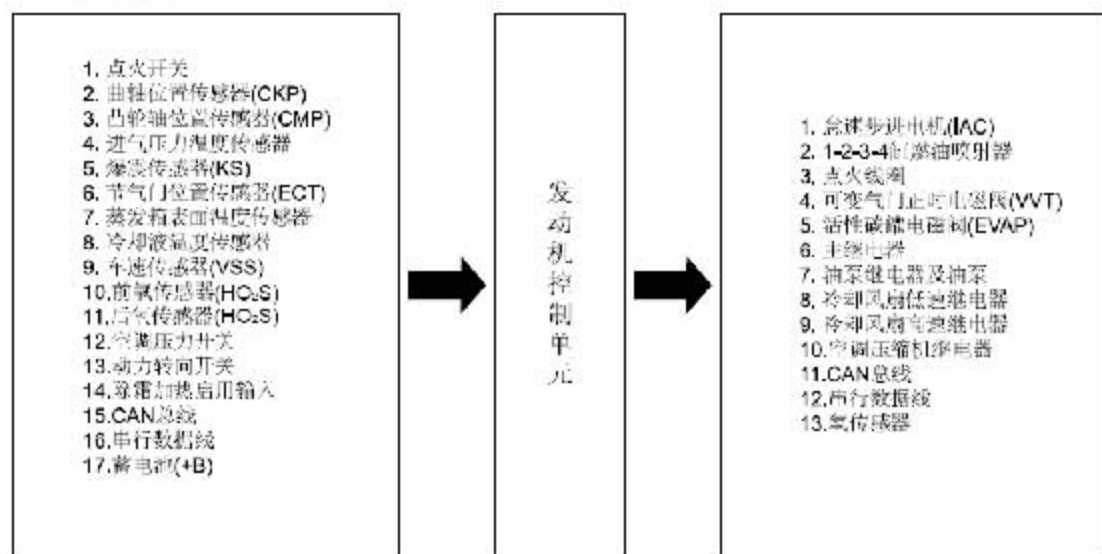 1. 点火开关
2. 曲轴位置传感器(CKP)
3. 凸轮轴位置传感器(CMP)
4. 进气压力温度传感器
5. 爆震传感器(KS)
6. 节气门位置传感器(ECT)
7. 蒸发箱表面温度传感器
8. 冷却液温度传感器
9. 车速传感器(VSS)
10.前氧传感器(HO₂S)
11.后氧传感器(HO₂S)
12.空调压力开关
13.动力转向开关
14.除霜加热启用输入
15.CAN总线
16.串行数据线
17.蓄电池(+B)
发动机控制单元
1. 怠速步进电机(IAC)
2. 1-2-3-4缸燃油喷射器
3. 点火线圈
4. 可变气门正时电磁阀(VVT)
5. 活性碳罐电磁阀(EVAP)
6. 主继电器
7. 油泵继电器及油泵
8. 冷却风扇低速继电器
9. 冷却风扇高速继电器
10.空调压缩机继电器
11.CAN总线
12.串行数据线
13.氧传感器